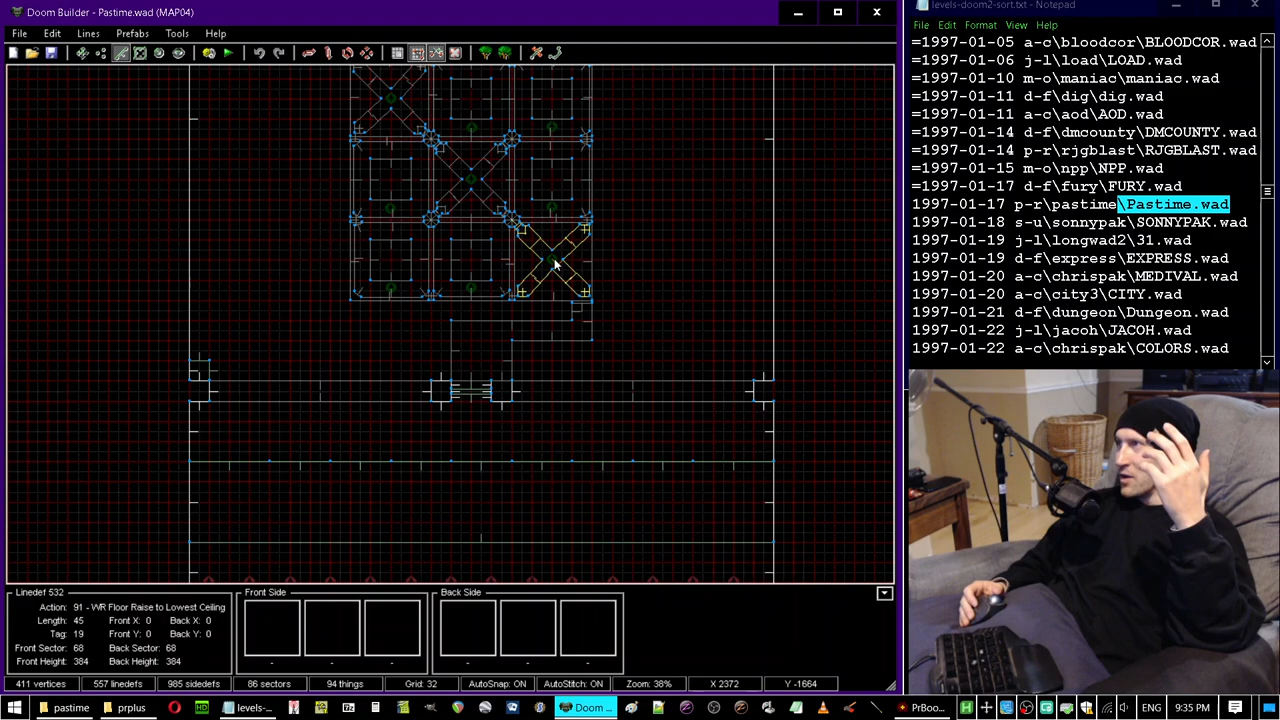 Doom Builder - Pastime.wad (MAP04)
File Edit Lines Prefabs Tools Help
Linedef 532
Action: 91 - WR Floor Raise to Lowest Ceiling
Length: 45 Front X: 0 Back X: 0
Tag: 19 Front Y: 0 Back Y: 0
Front Sector: 68 Back Sector: 68
Front Height: 384 Back Height: 384
Front Side
- - -
Back Side
- - -
411 vertices 557 linedefs 985 sidedefs 86 sectors 94 things Grid: 32 AutoSnap: ON AutoStitch: ON Zoom: 38% X 2372 Y -1664
levels-doom2-sort.txt - Notepad
File Edit Format View Help
=1997-01-05 a-c\bloodcor\BLOODCOR.wad
=1997-01-06 j-l\load\LOAD.wad
=1997-01-10 m-o\maniac\maniac.wad
=1997-01-11 d-f\dig\dig.wad
=1997-01-11 a-c\aod\AOD.wad
=1997-01-14 d-f\dmcounty\DMCOUNTY.wad
=1997-01-14 p-r\rjgblast\RJGBLAST.wad
=1997-01-15 m-o\npp\NPP.wad
=1997-01-17 d-f\fury\FURY.wad
1997-01-17 p-r\pastime\Pastime.wad
1997-01-18 s-u\sonnypak\SONNYPAK.wad
1997-01-19 j-l\longwad2\31.wad
1997-01-19 d-f\express\EXPRESS.wad
1997-01-20 a-c\chrispak\MEDIVAL.wad
1997-01-20 a-c\city3\CITY.wad
1997-01-21 d-f\dungeon\Dungeon.wad
1997-01-22 j-l\jacoh\JACOH.wad
1997-01-22 a-c\chrispak\COLORS.wad
pastime prplus levels-... Doom ... PrBoo... ENG 9:35 PM